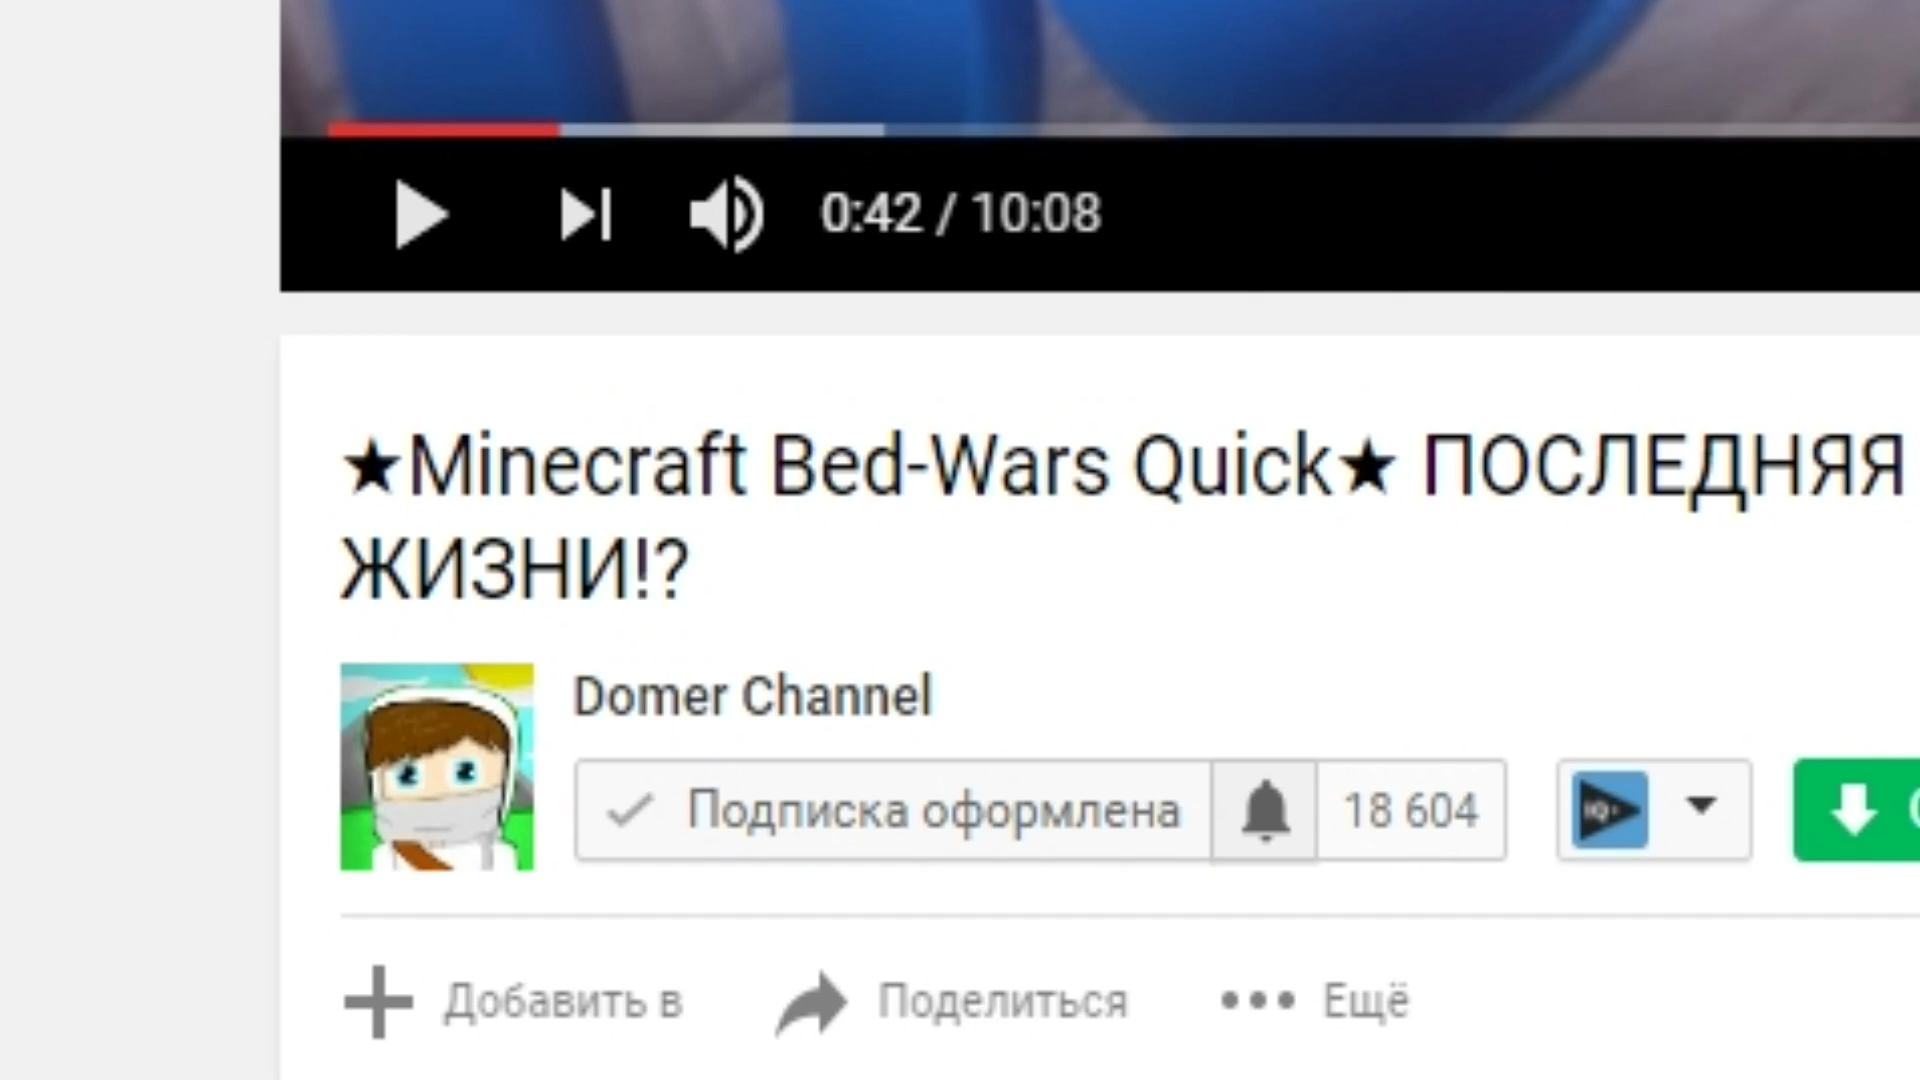 0:42 / 10:08
★Minecraft Bed-Wars Quick★ ПОСЛЕДНЯЯ
ЖИЗНИ!?
Domer Channel
Подписка оформлена 18 604
Добавить в Поделиться Ещё